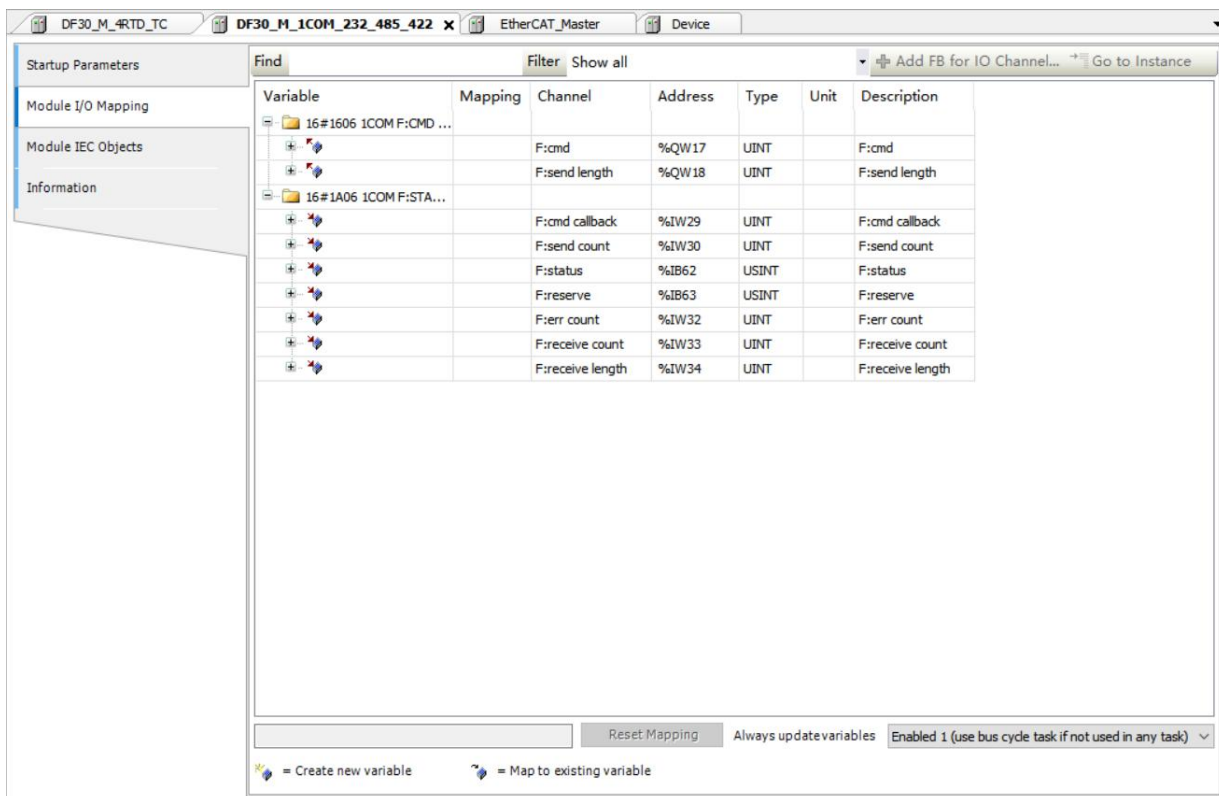 DF30_M_4RTD_TC DF30_M_1COM_232_485_422 X EtherCAT_Master Device
Startup Parameters
Module I/O Mapping
Module IEC Objects
Information
Find Filter Show all Add FB for IO Channel... Go to Instance
Variable Mapping Channel Address Type Unit Description
16#1606 1COM F:CMD ...
F:cmd %QW17 UINT F:cmd
F:send length %QW18 UINT F:send length
16#1A06 1COM F:STA...
F:cmd callback %IW29 UINT F:cmd callback
F:send count %IW30 UINT F:send count
F:status %IB62 USINT F:status
F:reserve %IB63 USINT F:reserve
F:err count %IW32 UINT F:err count
F:receive count %IW33 UINT F:receive count
F:receive length %IW34 UINT F:receive length
Reset Mapping Always update variables Enabled 1 (use bus cycle task if not used in any task)
= Create new variable = Map to existing variable